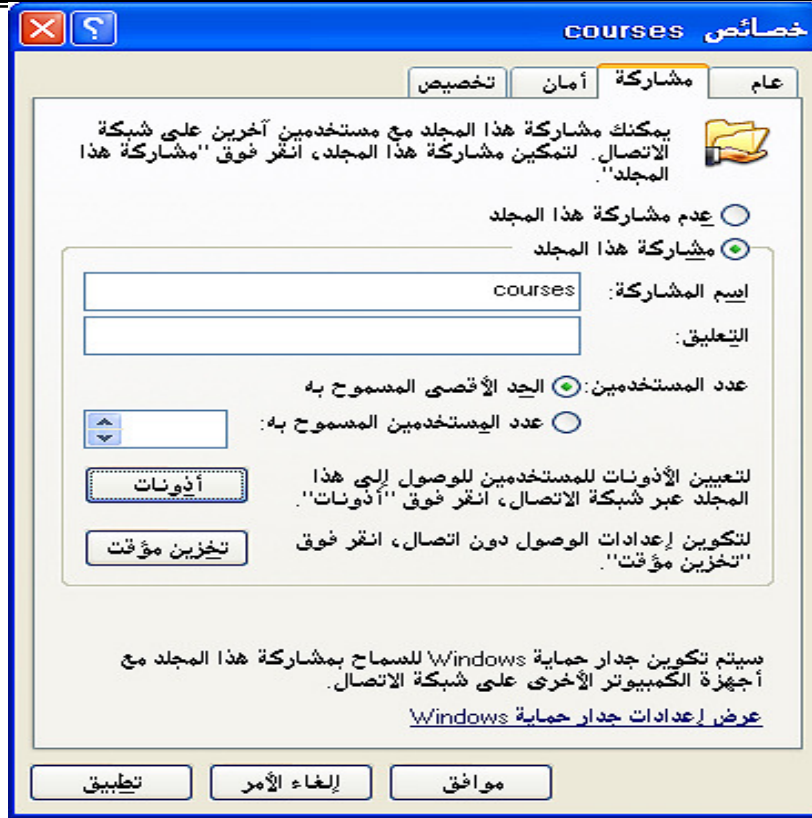 خصائص courses
عام
مشاركة
أمان
تخصيص
يمكنك مشاركة هذا المجلد مع مستخدمين آخرين على شبكة
الاتصال. لتمكين مشاركة هذا المجلد، انقر فوق "مشاركة هذا
المجلد".
عدم مشاركة هذا المجلد
مشاركة هذا المجلد
اسم المشاركة: courses
التعليق:
عدد المستخدمين: الحد الأقصى المسموح به
عدد المستخدمين المسموح به:
لتعيين الأذونات للمستخدمين للوصول إلى هذا
المجلد عبر شبكة الاتصال، انقر فوق "أذونات".
أذونات
لتكوين إعدادات الوصول دون اتصال، انقر فوق
"تخزين مؤقت".
تخزين مؤقت
سيتم تكوين جدار حماية Windows للسماح بمشاركة هذا المجلد مع
أجهزة الكمبيوتر الأخرى على شبكة الاتصال.
عرض إعدادات جدار حماية Windows
موافق
إلغاء الأمر
تطبيق